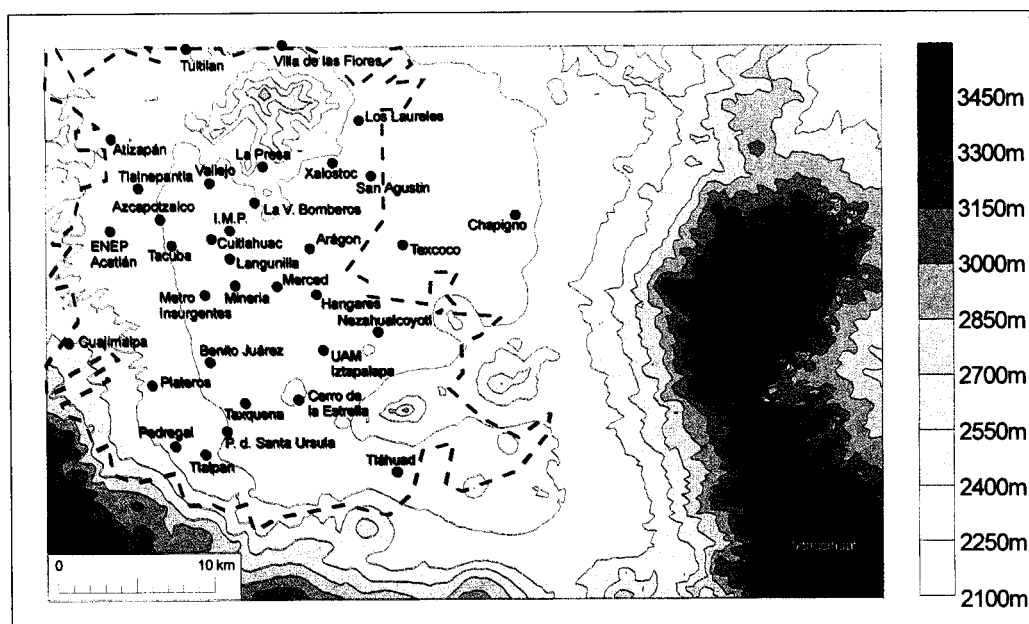 Tultilan
Villa de las Flores
Los Laureles
Atizapán
La Presa
Tlalnepantla
Vallejo
Xalostoc
San Agustin
Azcapotzalco
La V. Bomberos
I.M.P.
Chapigno
ENEP
Acatlán
Tacuba
Cuitlahuac
Arágon
Taxcoco
Langunilla
Metro
Insurgentes
Mineria
Merced
Hangares
Nezahualcoyotl
Cuajimalpa
Benito Juárez
UAM
Iztapalapa
Plateros
Cerro de
la Estrella
Taxquena
P. d. Santa Ursula
Pedregal
Tlalpan
Tláhuad
0
10 km
3450m
3300m
3150m
3000m
2850m
2700m
2550m
2400m
2250m
2100m